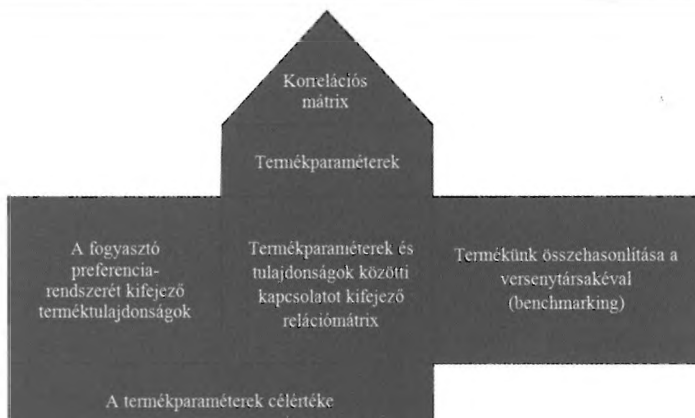 Korrelációs
mátrix
Termékparaméterek
A fogyasztó
preferencia-
rendszerét kifejező
terméktulajdonságok
Termékparaméterek és
tulajdonságok közötti
kapcsolatot kifejező
relációmátrix
Termékünk összehasonlítása a
versenytársakéval
(benchmarking)
A termékparaméterek célértéke